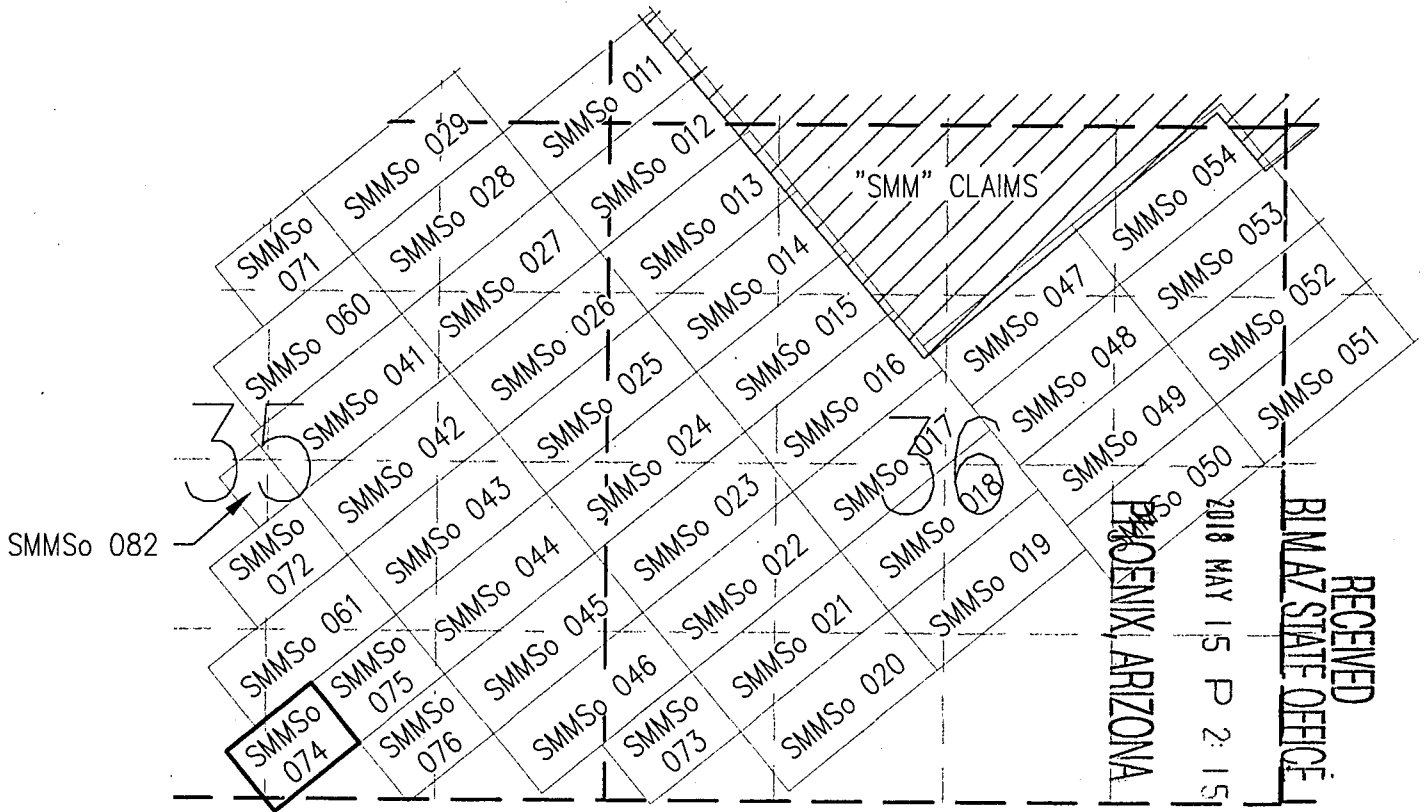 SMMSo 011
SMMSo 029
SMMSo 012
SMMSo 028
"SMM" CLAIMS
SMMSo 054
SMMSo
071
SMMSo 013
SMMSo 027
SMMSo 053
SMMSo 014
SMMSo 047
SMMSo 060
SMMSo 026
SMMSo 052
SMMSo 015
SMMSo 048
SMMSo 041
SMMSo 025
SMMSo 051
SMMSo 016
35
36
SMMSo 042
SMMSo 024
SMMSo 049
SMMSo 017
SMMSo 082
SMMSo
072
SMMSo 043
SMMSo 023
SMMSo 018
SMMSo 050
SMMSo 044
SMMSo 022
SMMSo 019
SMMSo 061
SMMSo 045
SMMSo 021
SMMSo
075
SMMSo 046
SMMSo 020
SMMSo
074
SMMSo
076
SMMSo
073
RECEIVED
BLM AZ STATE OFFICE
2018 MAY 15 P 2:15
PHOENIX, ARIZONA